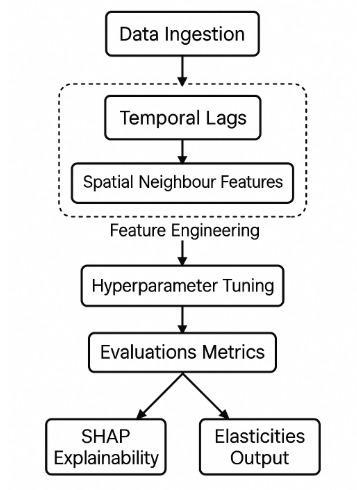 Data Ingestion
Temporal Lags
Spatial Neighbour Features
Feature Engineering
Hyperparameter Tuning
Evaluations Metrics
SHAP
Explainability
Elasticities
Output